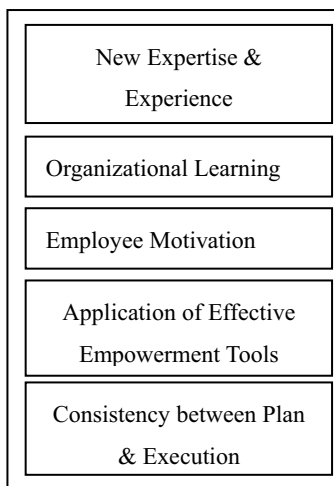 New Expertise &
Experience
Organizational Learning
Employee Motivation
Application of Effective
Empowerment Tools
Consistency between Plan
& Execution